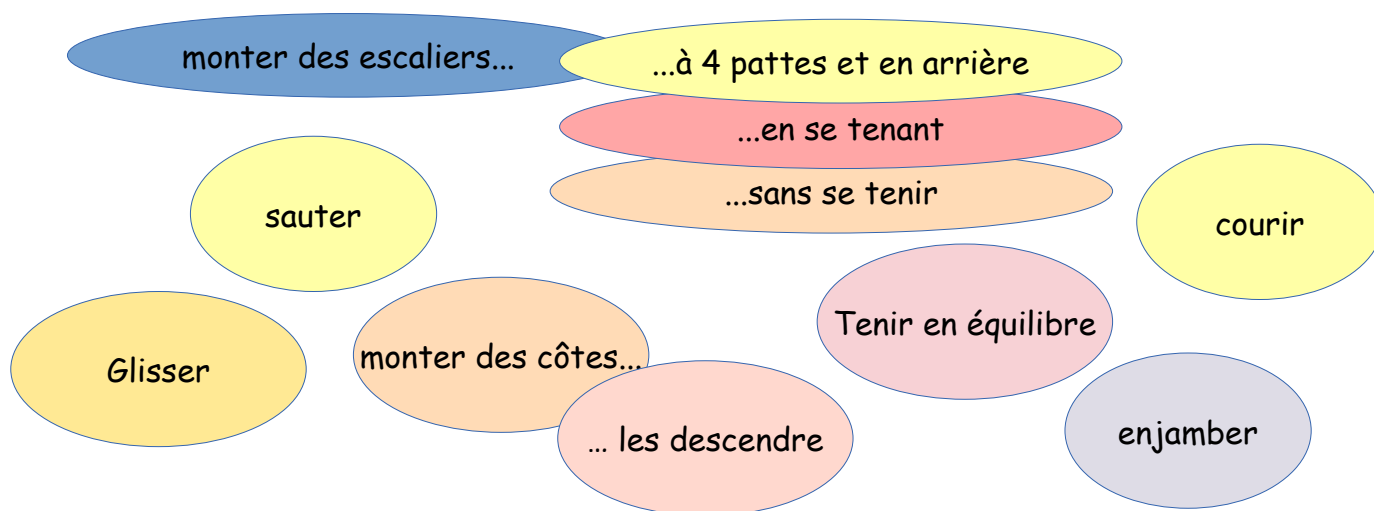 monter des escaliers...
...à 4 pattes et en arrière
...en se tenant
...sans se tenir
sauter
courir
Tenir en équilibre
Glisser
monter des côtes...
... les descendre
enjamber